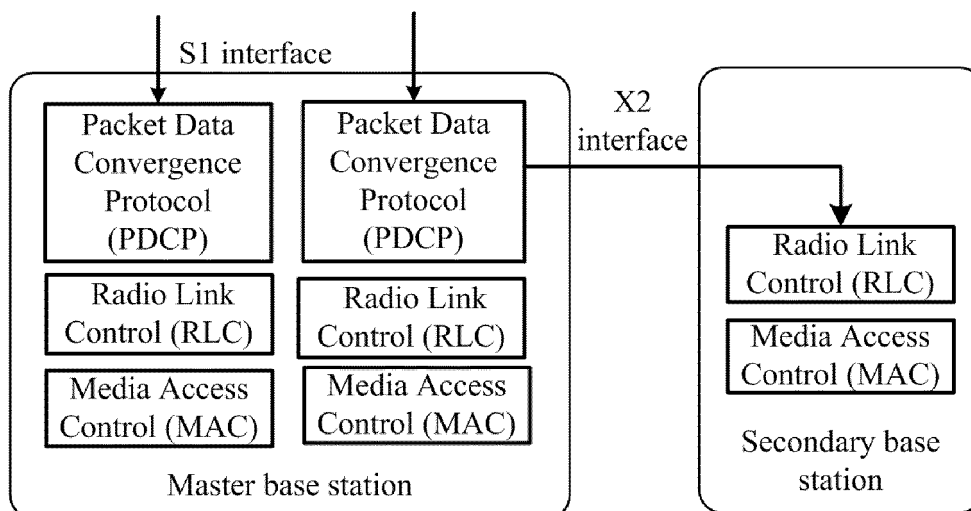 S1 interface
Packet Data
Convergence
Protocol
(PDCP)
Radio Link
Control (RLC)
Media Access
Control (MAC)
Packet Data
Convergence
Protocol
(PDCP)
Radio Link
Control (RLC)
Media Access
Control (MAC)
Master base station
X2
interface
Radio Link
Control (RLC)
Media Access
Control (MAC)
Secondary base
station